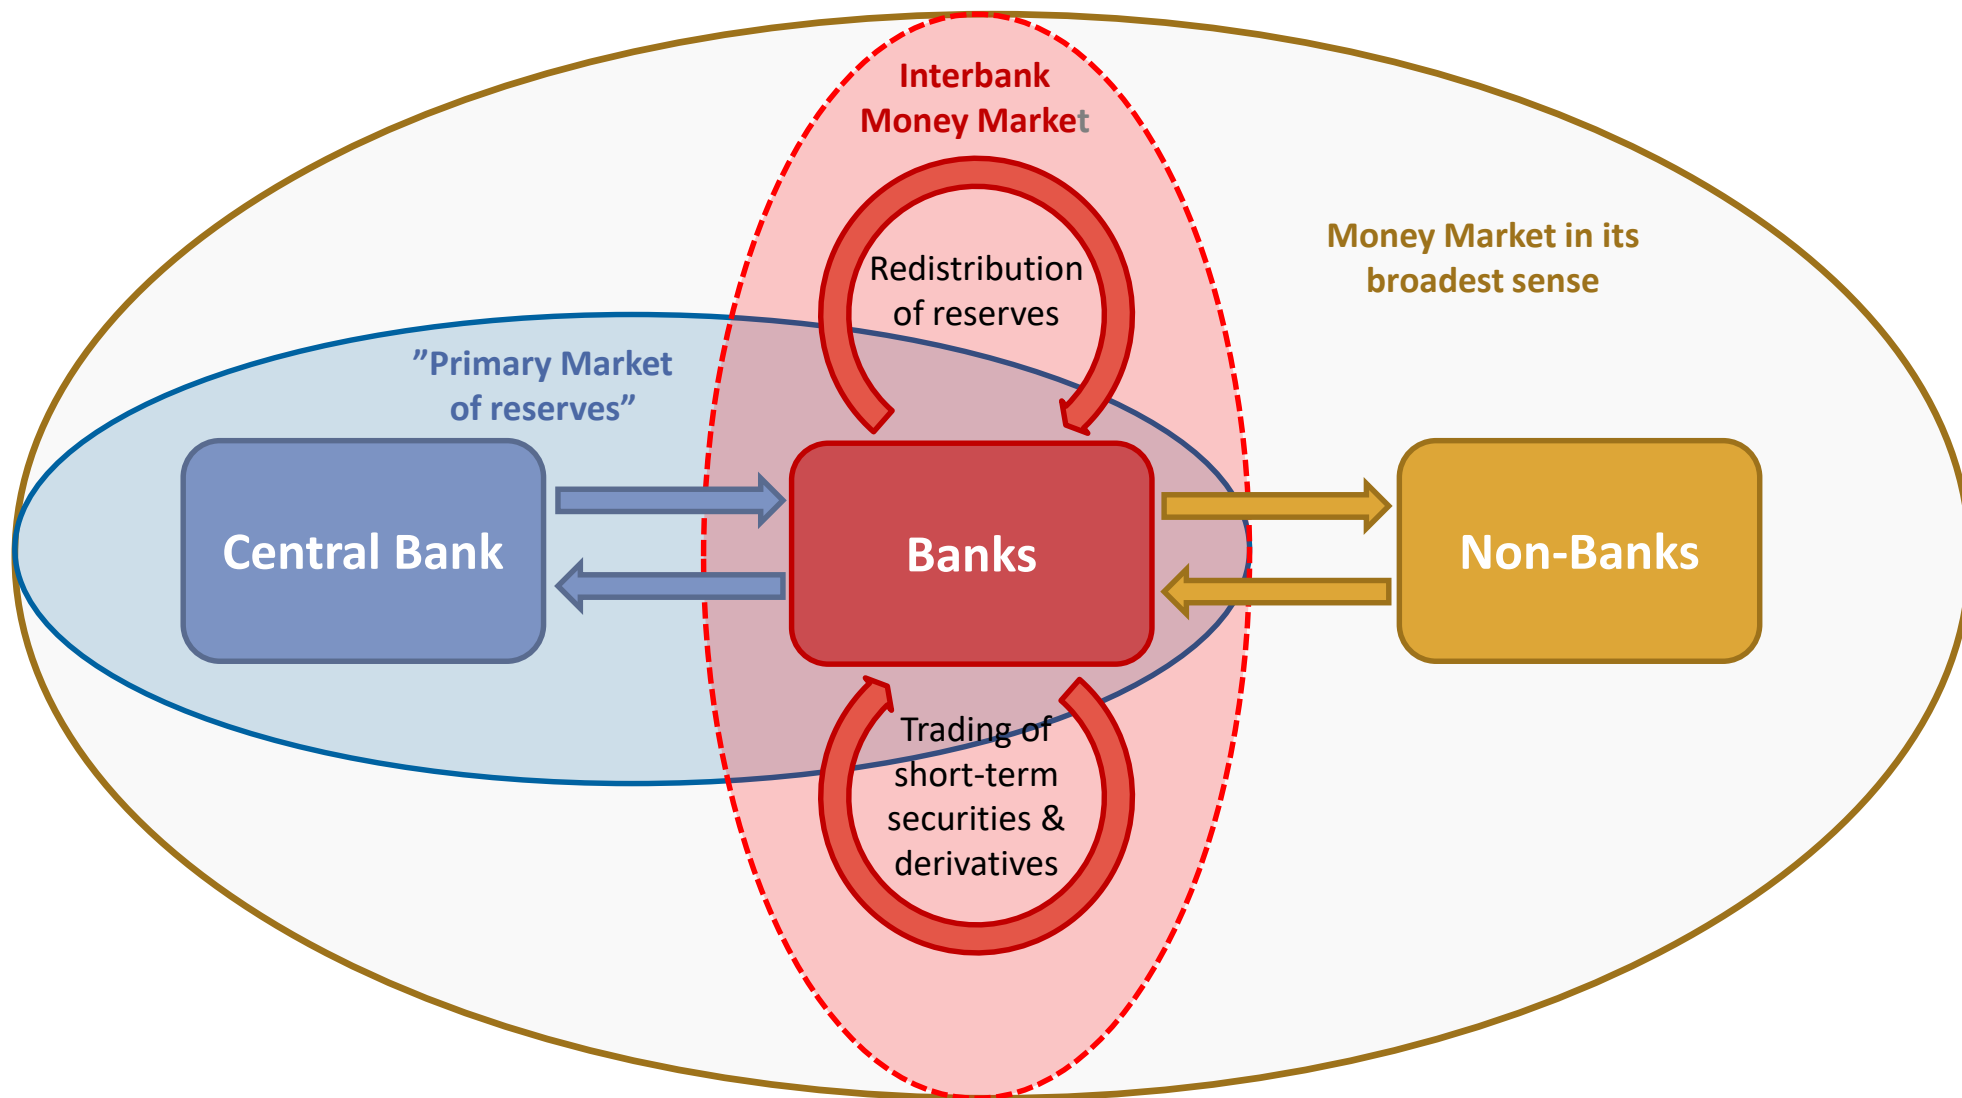 Interbank
Money Market
Redistribution
of reserves
Money Market in its
broadest sense
”Primary Market
of reserves”
Central Bank
Banks
Non-Banks
Trading of
short-term
securities &
derivatives